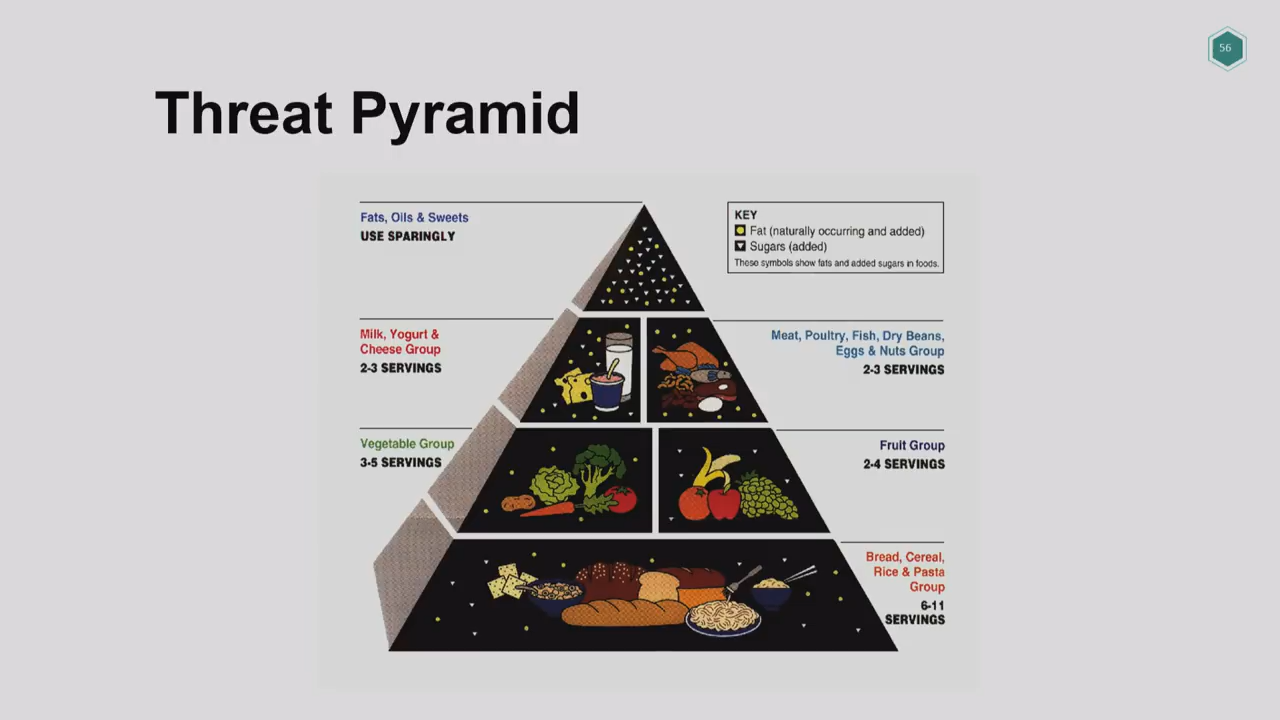 56
Threat Pyramid
Fats, Oils & Sweets
USE SPARINGLY
KEY
Fat (naturally occurring and added)
Sugars (added)
These symbols show fats and added sugars in foods.
Milk, Yogurt &
Cheese Group
2-3 SERVINGS
Meat, Poultry, Fish, Dry Beans,
Eggs & Nuts Group
2-3 SERVINGS
Vegetable Group
3-5 SERVINGS
Fruit Group
2-4 SERVINGS
Bread, Cereal,
Rice & Pasta
Group
6-11
SERVINGS